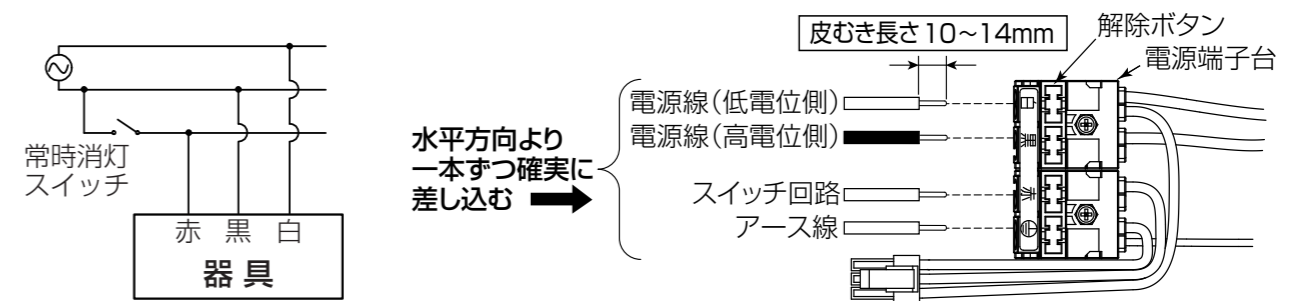 常時消灯
スイッチ
赤 黒 白
器具
水平方向より
一本ずつ確実に
差し込む
皮むき長さ10〜14mm
解除ボタン
電源端子台
電源線(低電位側)
電源線(高電位側)
スイッチ回路
アース線
白
黒
赤